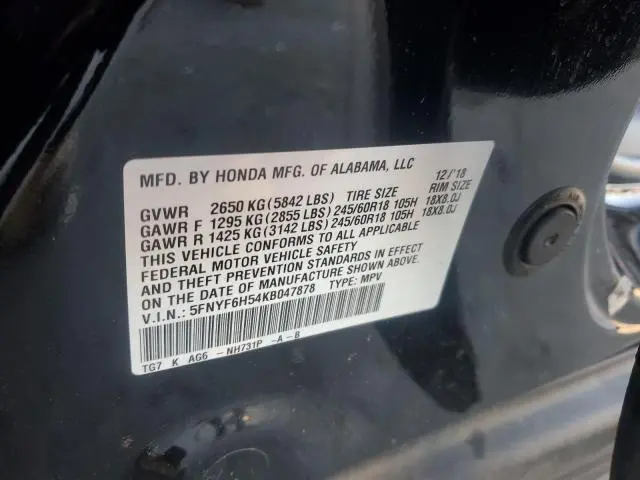 MFD. BY HONDA MFG. OF ALABAMA, LLC 12/'18
GVWR 2650 KG (5842 LBS) TIRE SIZE RIM SIZE
GAWR F 1295 KG (2855 LBS) 245/60R18 105H 18X8.0J
GAWR R 1425 KG (3142 LBS) 245/60R18 105H 18X8.0J
THIS VEHICLE CONFORMS TO ALL APPLICABLE
FEDERAL MOTOR VEHICLE SAFETY
AND THEFT PREVENTION STANDARDS IN EFFECT
ON THE DATE OF MANUFACTURE SHOWN ABOVE.
V.I.N.: 5FNYF6H54KB047878 TYPE: MPV
TG7 K AG6 -NH731P -A-B